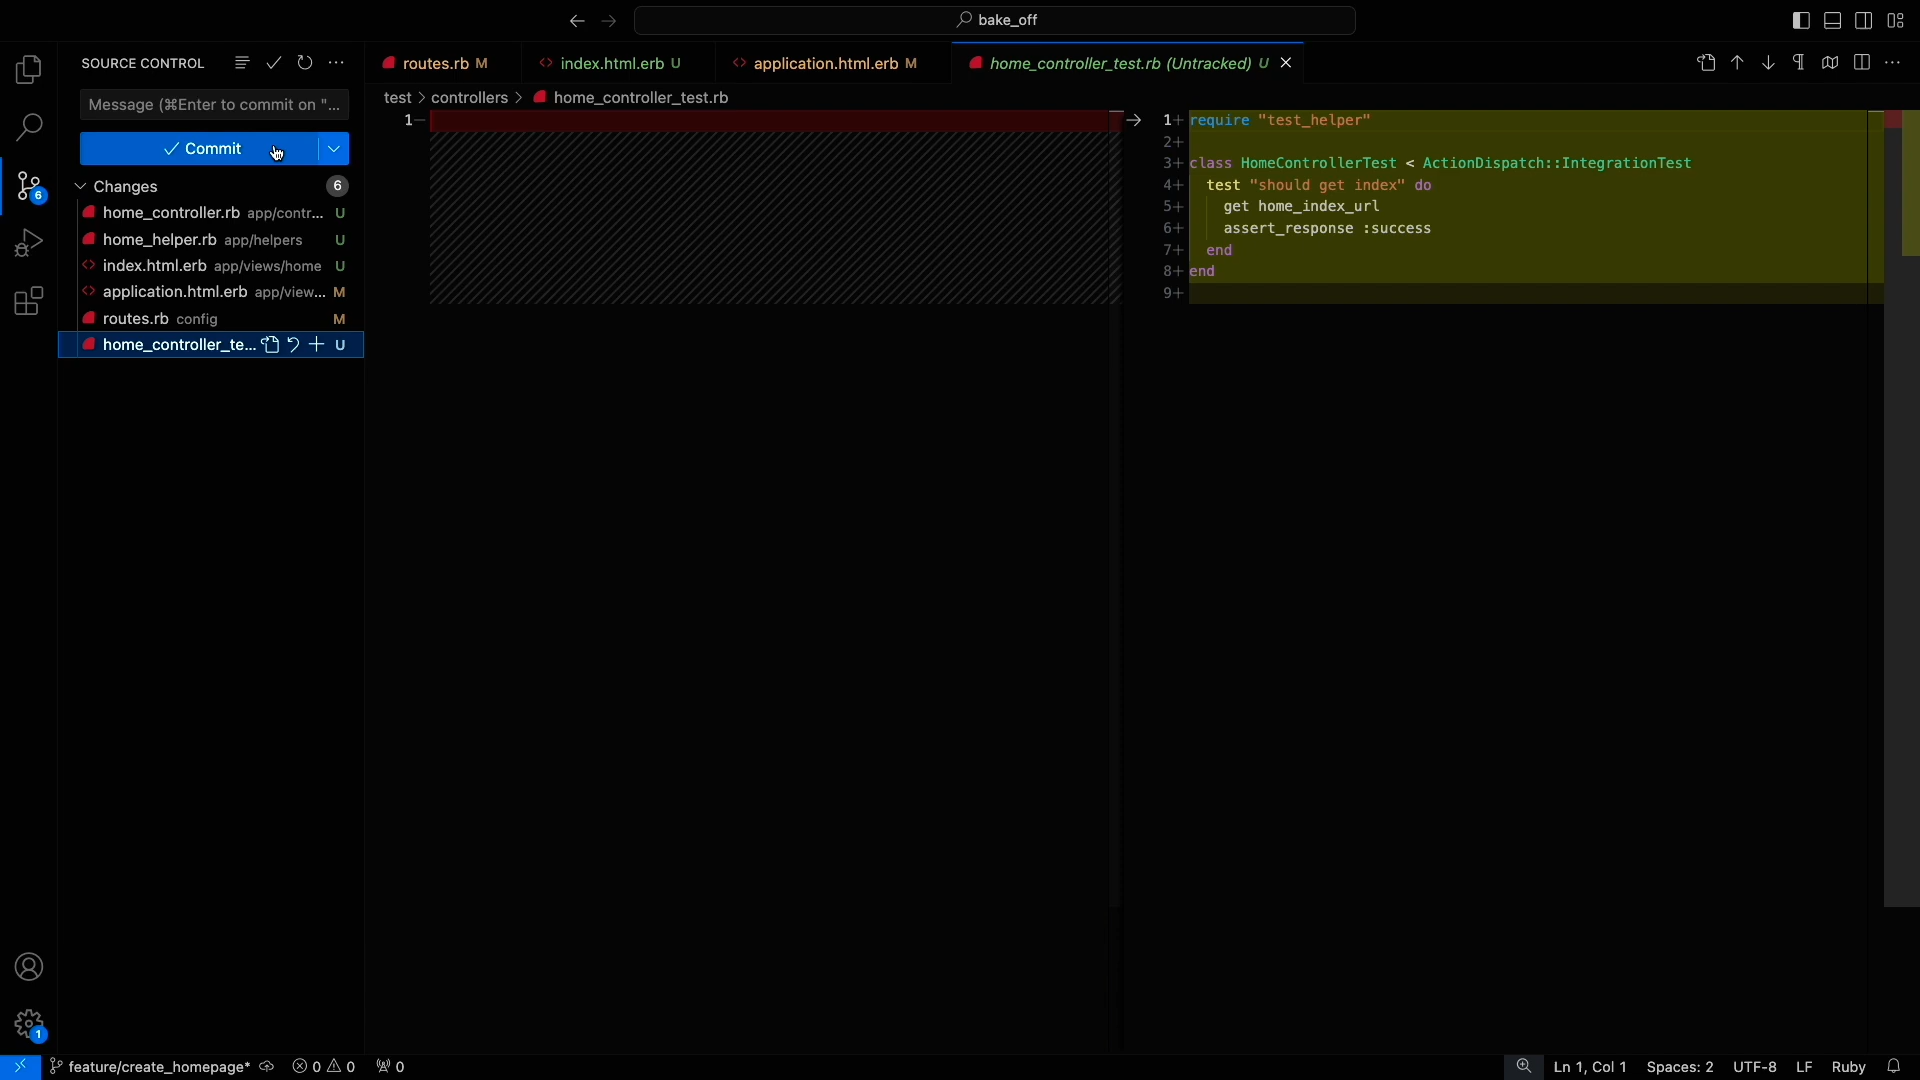 bake_off
SOURCE CONTROL
Message (⌘Enter to commit on "...
Commit
Changes 6
home_controller.rb app/contr... U
home_helper.rb app/helpers U
index.html.erb app/views/home U
application.html.erb app/view... M
routes.rb config M
home_controller_te... U
6
1
routes.rb M
index.html.erb U
application.html.erb M
home_controller_test.rb (Untracked) U
test > controllers > home_controller_test.rb
1-
1+ require "test_helper"
2+
3+ class HomeControllerTest < ActionDispatch::IntegrationTest
4+ test "should get index" do
5+ get home_index_url
6+ assert_response :success
7+ end
8+ end
9+
feature/create_homepage* 0 0 0
Ln 1, Col 1 Spaces: 2 UTF-8 LF Ruby